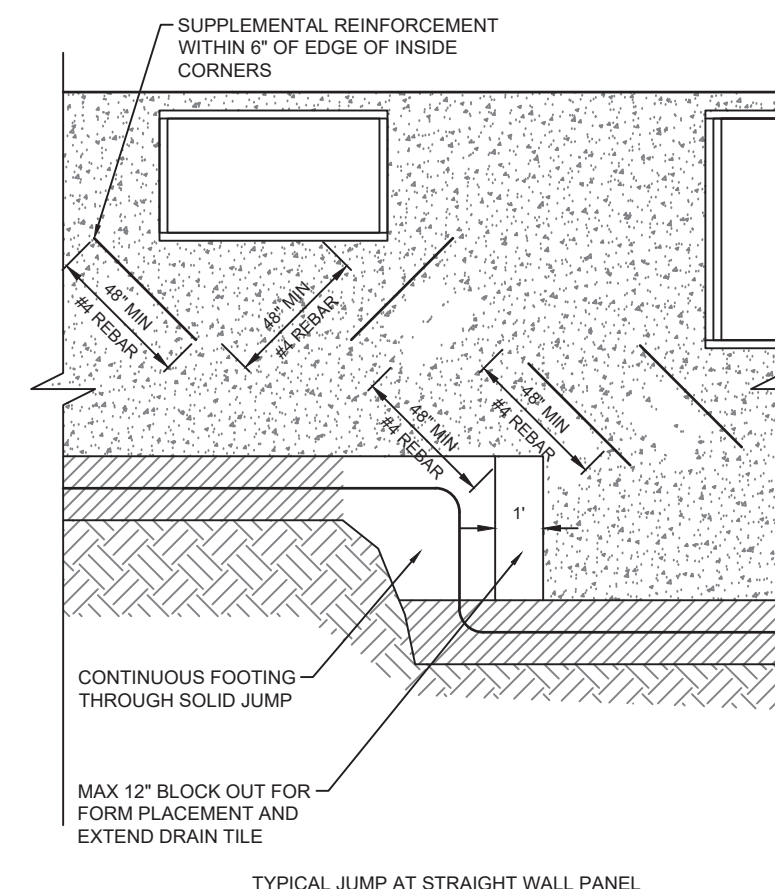 SUPPLEMENTAL REINFORCEMENT
WITHIN 6" OF EDGE OF INSIDE
CORNERS
48" MIN
#4 REBAR
48" MIN
#4 REBAR
48" MIN
#4 REBAR
48" MIN
#4 REBAR
1'
CONTINUOUS FOOTING
THROUGH SOLID JUMP
MAX 12" BLOCK OUT FOR
FORM PLACEMENT AND
EXTEND DRAIN TILE
TYPICAL JUMP AT STRAIGHT WALL PANEL